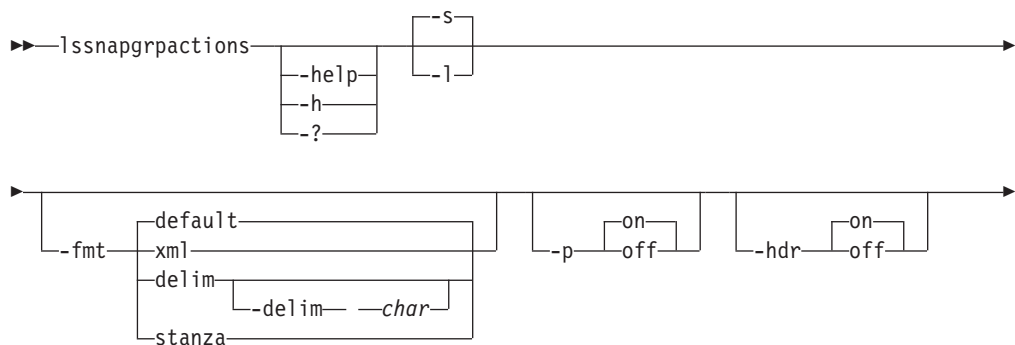 -s
lssnapgrpactions
-help -l
-h
-?
default on on
-fmt xml -p off -hdr off
delim
-delim char
stanza